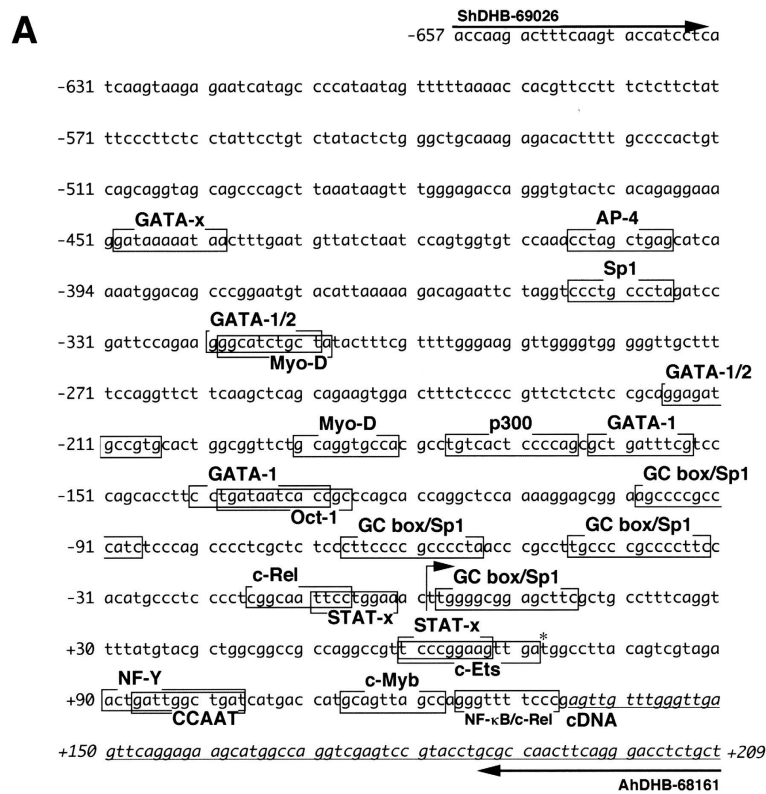 A
ShDHB-69026
-657 accaag actttcaagt accatcctca
-631 tcaagtaaga gaatcatagc cccataatag tttttaaaac cacgttcctt tctcttctat
-571 ttcccttctc ctattcctgt ctatactctg ggctgcaaag agacactttt gccccactgt
-511 cagcaggtag cagcccagct taaataagtt tgggagacca gggtgtactc acagaggaaa
GATA-x AP-4
-451 ggataaaaat aactttgaat gttatctaat ccagtggtgt ccaaacctag ctgagcatca
Sp1
-394 aaatggacag cccggaatgt acattaaaaa gacagaattc taggtccctg cccctagatcc
GATA-1/2
-331 gattccagaa gggcatctgc tatactttcg ttttgggaag gttggggtgg gggttgcttt
Myo-D
GATA-1/2
-271 tccaggttct tcaagctcag cagaagtgga ctttctcccc gttctctctc cgcaggagat
Myo-D p300 GATA-1
-211 gccgtgcact ggcggttctg caggtgccac gcctgtcact ccccagcgct gatttcgtcc
GATA-1 GC box/Sp1
-151 cagcaccttc ctgataatca ccgccagcca ccaggctcca aaaggagcgg aagccccgcc
Oct-1
GC box/Sp1 GC box/Sp1
-91 catctcccag cccctcgctc tcccttcccc gcccctaacc cgccttgccc cgccccttcc
c-Rel GC box/Sp1
-31 acatgccctc ccctcggcaa ttcctggaaa cttggggcgg agcttcgctg cctttcaggt
STAT-x
STAT-x *
+30 tttatgtacg ctggcggccg ccaggccgtt cccggaagtt gatggcctta cagtcgtaga
c-Ets
NF-Y c-Myb
+90 actgattggc tgatcatgac catgcagtta gccagggttt tcccgagttg tttgggttga
CCAAT NF-κB/c-Rel cDNA
+150 gttcaggaga agcatggcca ggtcgagtcc gtacctgcgc caacttcagg gacctctgct +209
AhDHB-68161